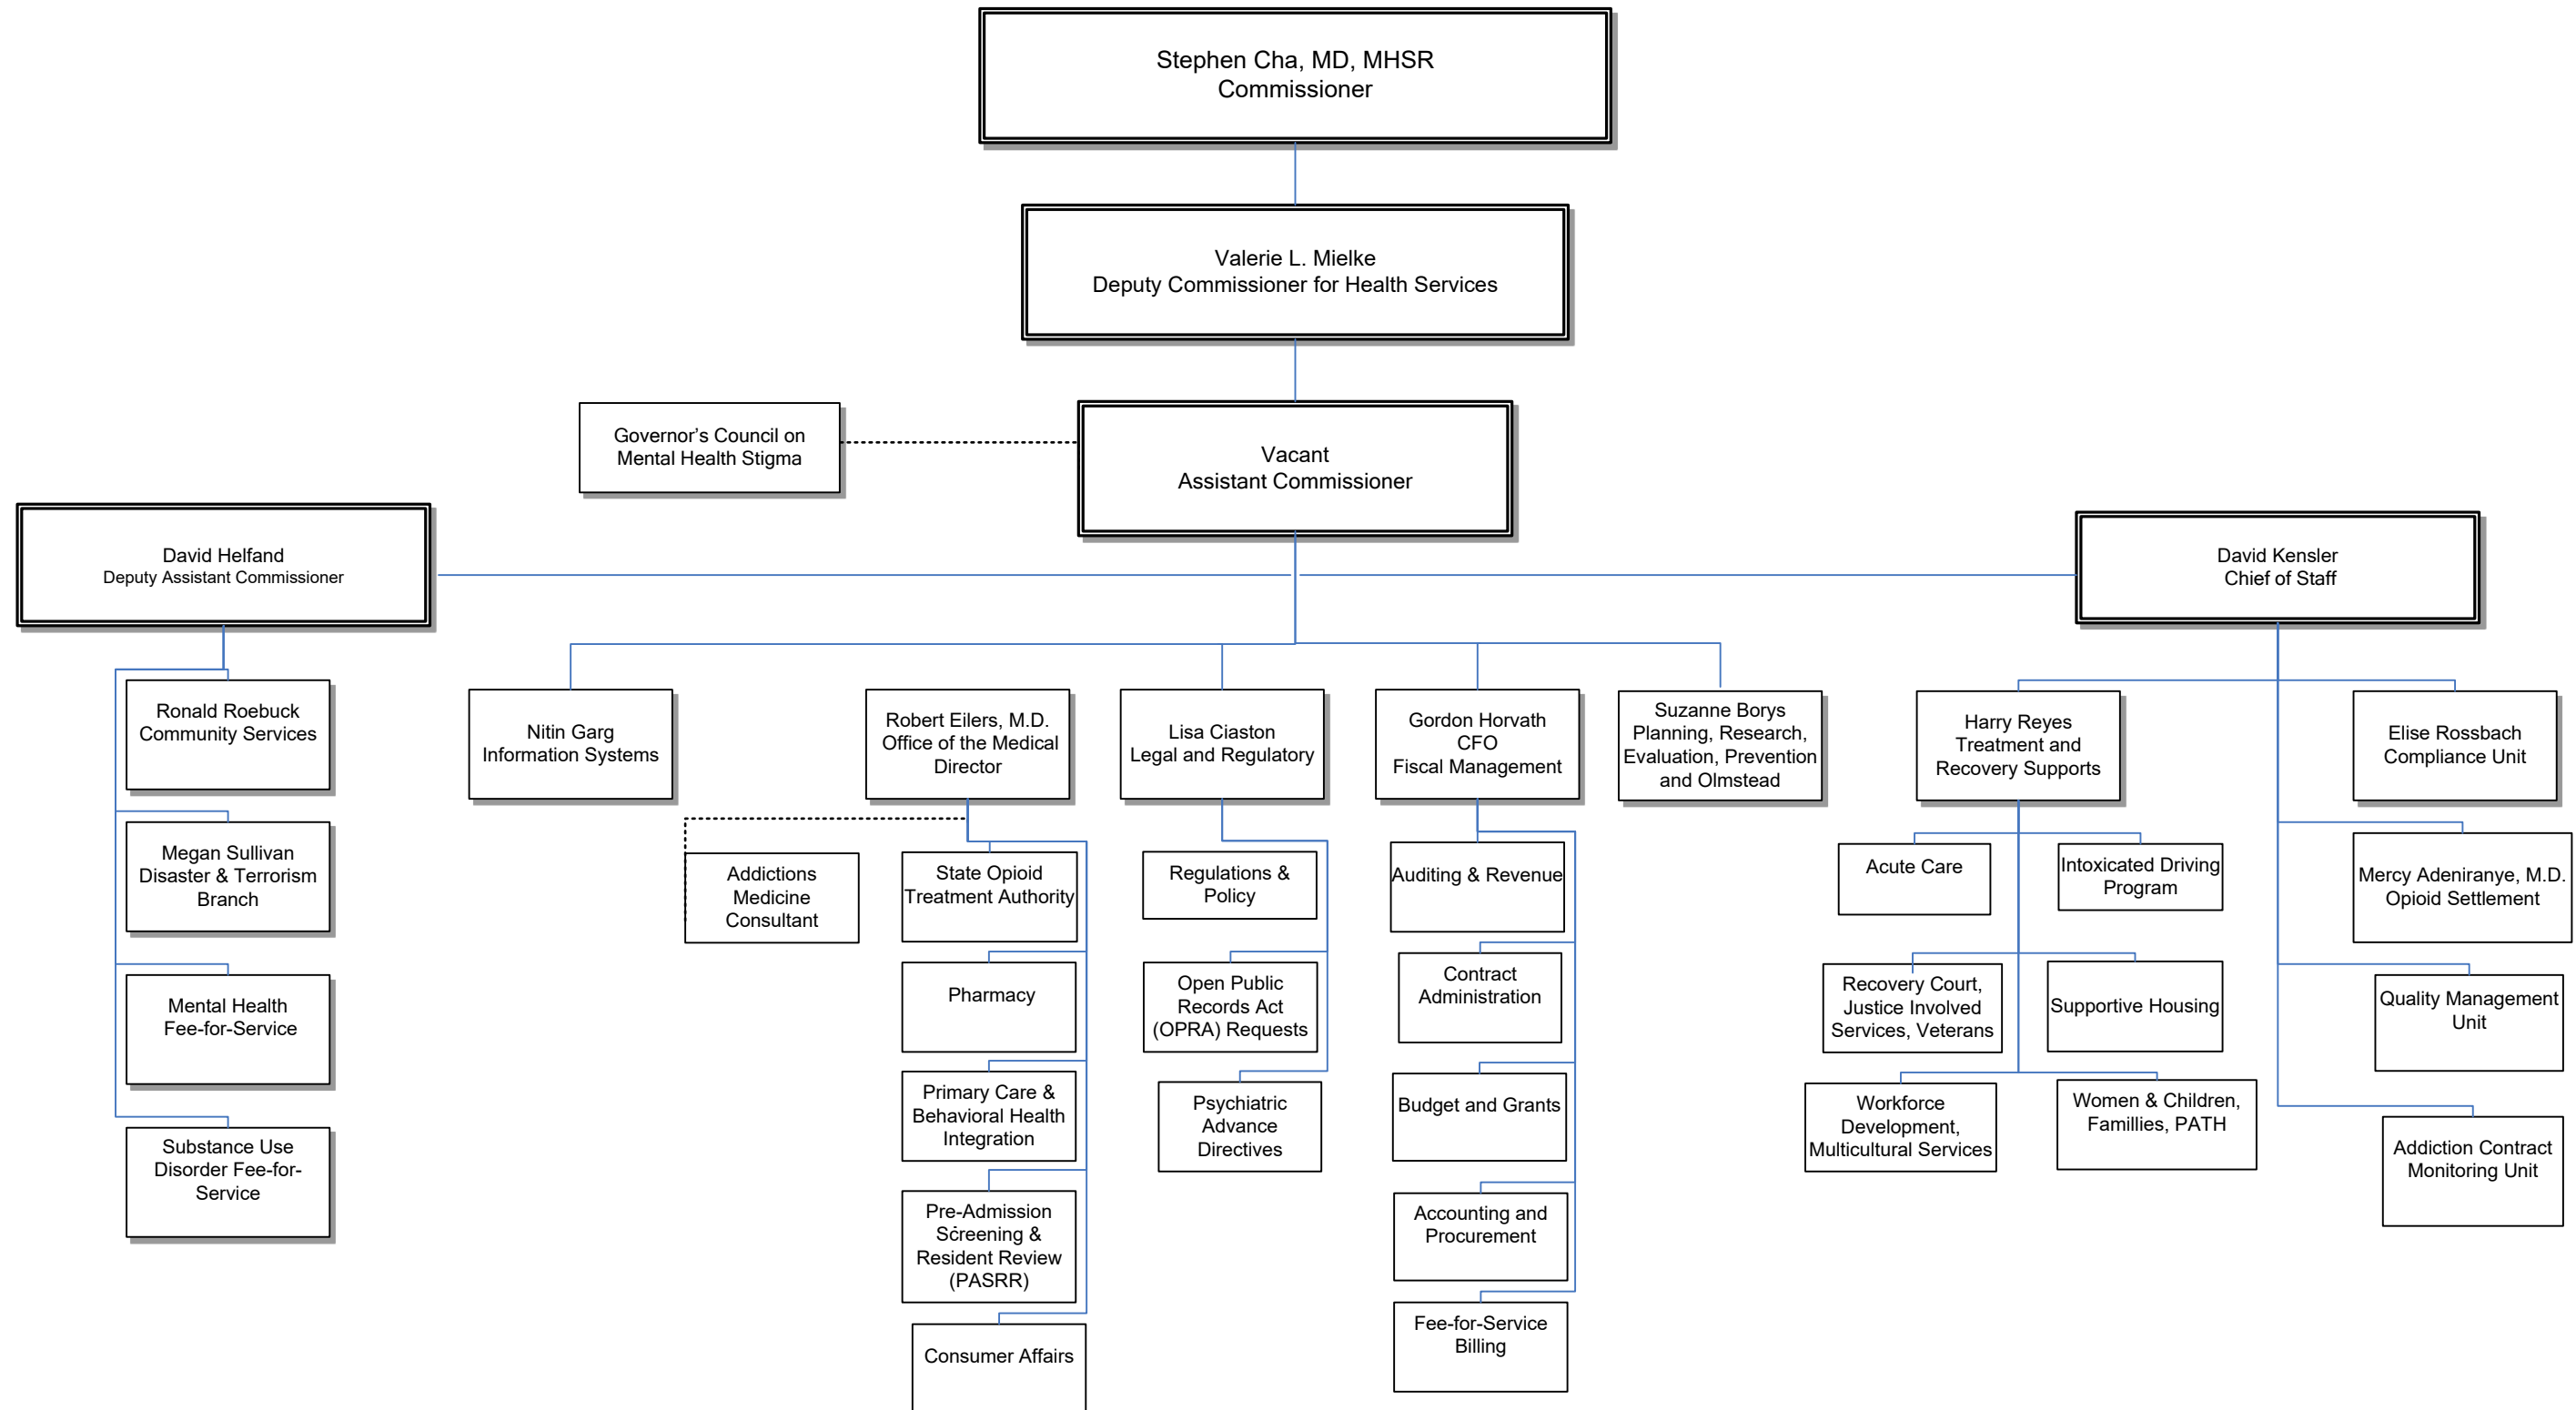 Stephen Cha, MD, MHSR
Commissioner
Valerie L. Mielke
Deputy Commissioner for Health Services
Governor’s Council on
Mental Health Stigma
Vacant
Assistant Commissioner
David Helfand
Deputy Assistant Commissioner
David Kensler
Chief of Staff
Ronald Roebuck
Community Services
Megan Sullivan
Disaster & Terrorism
Branch
Mental Health
Fee-for-Service
Substance Use
Disorder Fee-for-
Service
Nitin Garg
Information Systems
Robert Eilers, M.D.
Office of the Medical
Director
Addictions
Medicine
Consultant
State Opioid
Treatment Authority
Pharmacy
Primary Care &
Behavioral Health
Integration
Pre-Admission
Screening &
Resident Review
(PASRR)
Consumer Affairs
Lisa Ciaston
Legal and Regulatory
Regulations &
Policy
Open Public
Records Act
(OPRA) Requests
Psychiatric
Advance
Directives
Gordon Horvath
CFO
Fiscal Management
Auditing & Revenue
Contract
Administration
Budget and Grants
Accounting and
Procurement
Fee-for-Service
Billing
Suzanne Borys
Planning, Research,
Evaluation, Prevention
and Olmstead
Harry Reyes
Treatment and
Recovery Supports
Acute Care
Intoxicated Driving
Program
Recovery Court,
Justice Involved
Services, Veterans
Supportive Housing
Workforce
Development,
Multicultural Services
Women & Children,
Famillies, PATH
Elise Rossbach
Compliance Unit
Mercy Adeniranye, M.D.
Opioid Settlement
Quality Management
Unit
Addiction Contract
Monitoring Unit